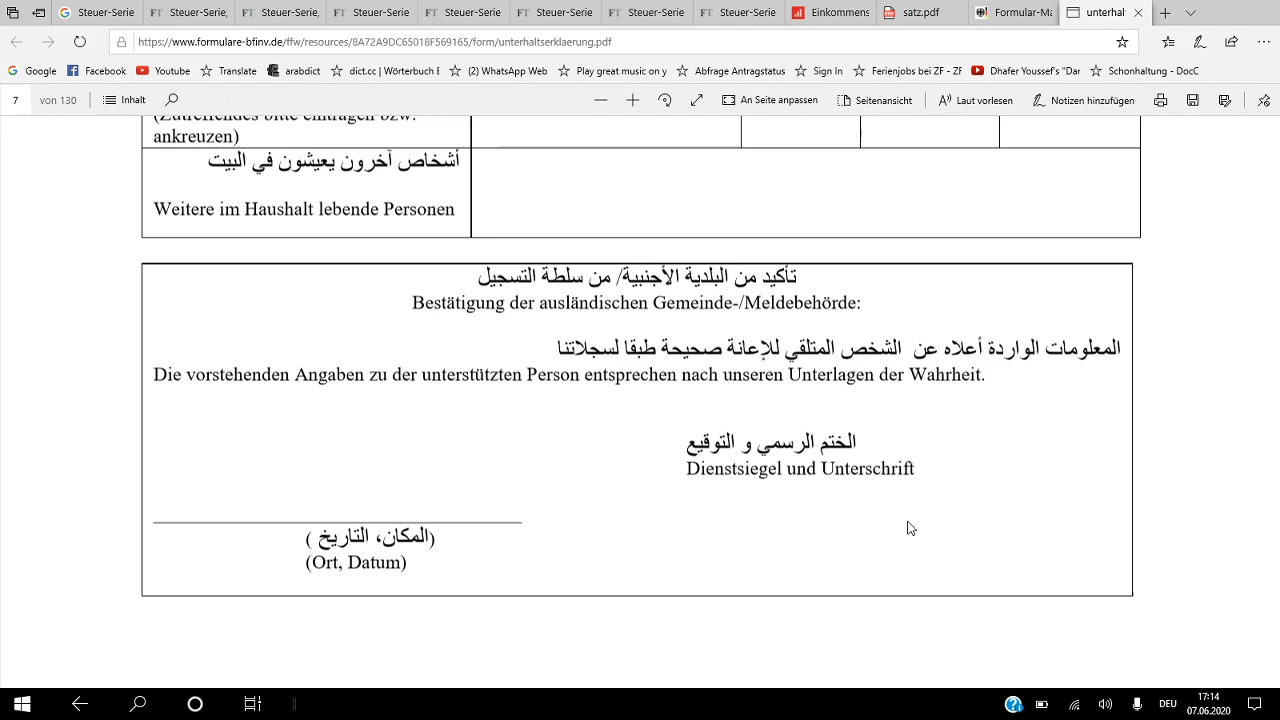 Steuer-Serie
Steuer-Serie,
Steuer-Serie,
Steuer-Serie
Steuer-Serie
Steuer-Serie
Steuer-Serie
Steuer-Serie
Einkommens
satz.pdf
Formular-Ma
unterhal
https://www.formulare-bfinv.de/ffw/resources/8A72A9DC65018F569165/form/unterhaltserklaerung.pdf
Google
Facebook
Youtube
Translate
arabdict
dict.cc | Wörterbuch E
(2) WhatsApp Web
Play great music on y
Abfrage Antragstatus
Sign In
Ferienjobs bei ZF - ZF
Dhafer Youssef's "Dar
Schonhaltung - DocC
7 von 130
Inhalt
An Seite anpassen
Seitenansicht
Laut vorlesen
Notizen hinzufügen
(Zutreffendes bitte eintragen bzw.
ankreuzen)
أشخاص آخرون يعيشون في البيت
Weitere im Haushalt lebende Personen
تأكيد من البلدية الأجنبية/ من سلطة التسجيل
Bestätigung der ausländischen Gemeinde-/Meldebehörde:
المعلومات الواردة أعلاه عن الشخص المتلقي للإعانة صحيحة طبقا لسجلاتنا
Die vorstehenden Angaben zu der unterstützten Person entsprechen nach unseren Unterlagen der Wahrheit.
الختم الرسمي و التوقيع
Dienstsiegel und Unterschrift
(المكان، التاريخ )
(Ort, Datum)
DEU
17:14
07.06.2020